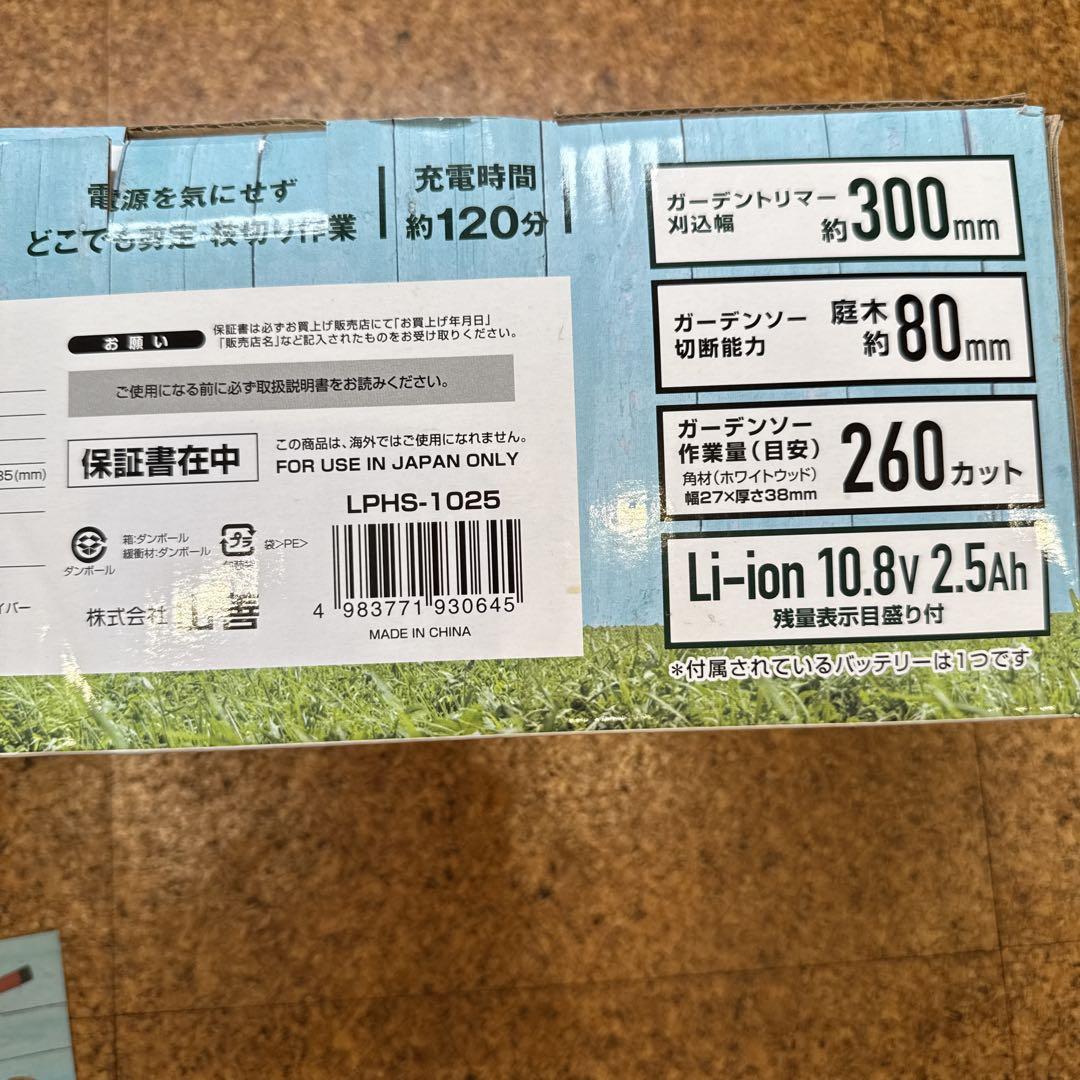 電源を気にせず
どこでも剪定・枝切り作業
充電時間
約120分
ガーデントリマー
刈込幅
約300mm
ガーデンソー
切断能力
庭木
約80mm
ガーデンソー
作業量(目安)
角材(ホワイトウッド)
幅27×厚さ38mm
260カット
Li-ion 10.8V 2.5Ah
残量表示目盛り付
*付属されているバッテリーは1つです
お願い
保証書は必ずお買上げ販売店にて「お買上げ年月日」
「販売店名」など記入されたものをお受け取りください。
ご使用になる前に必ず取扱説明書をお読みください。
保証書在中
この商品は、海外ではご使用になれません。
FOR USE IN JAPAN ONLY
LPHS-1025
4 983771 930645
MADE IN CHINA
ダンボール
箱:ダンボール
緩衝材:ダンボール
プラ
袋>PE>
株式会社 山善
35(mm)
イバー